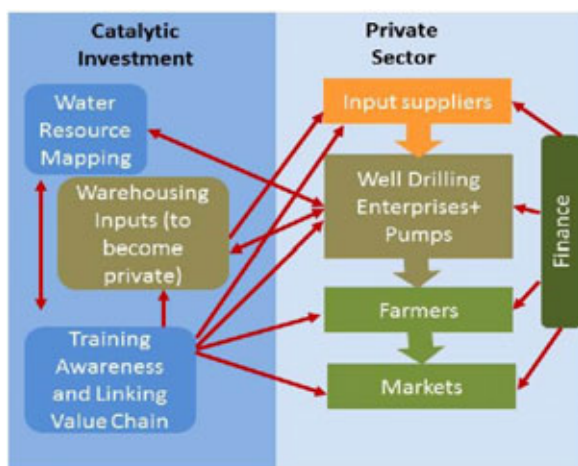 Catalytic
Investment
Private
Sector
Water
Resource
Mapping
Warehousing
Inputs (to
become
private)
Training
Awareness
and Linking
Value Chain
Input suppliers
Well Drilling
Enterprises+
Pumps
Farmers
Markets
Finance